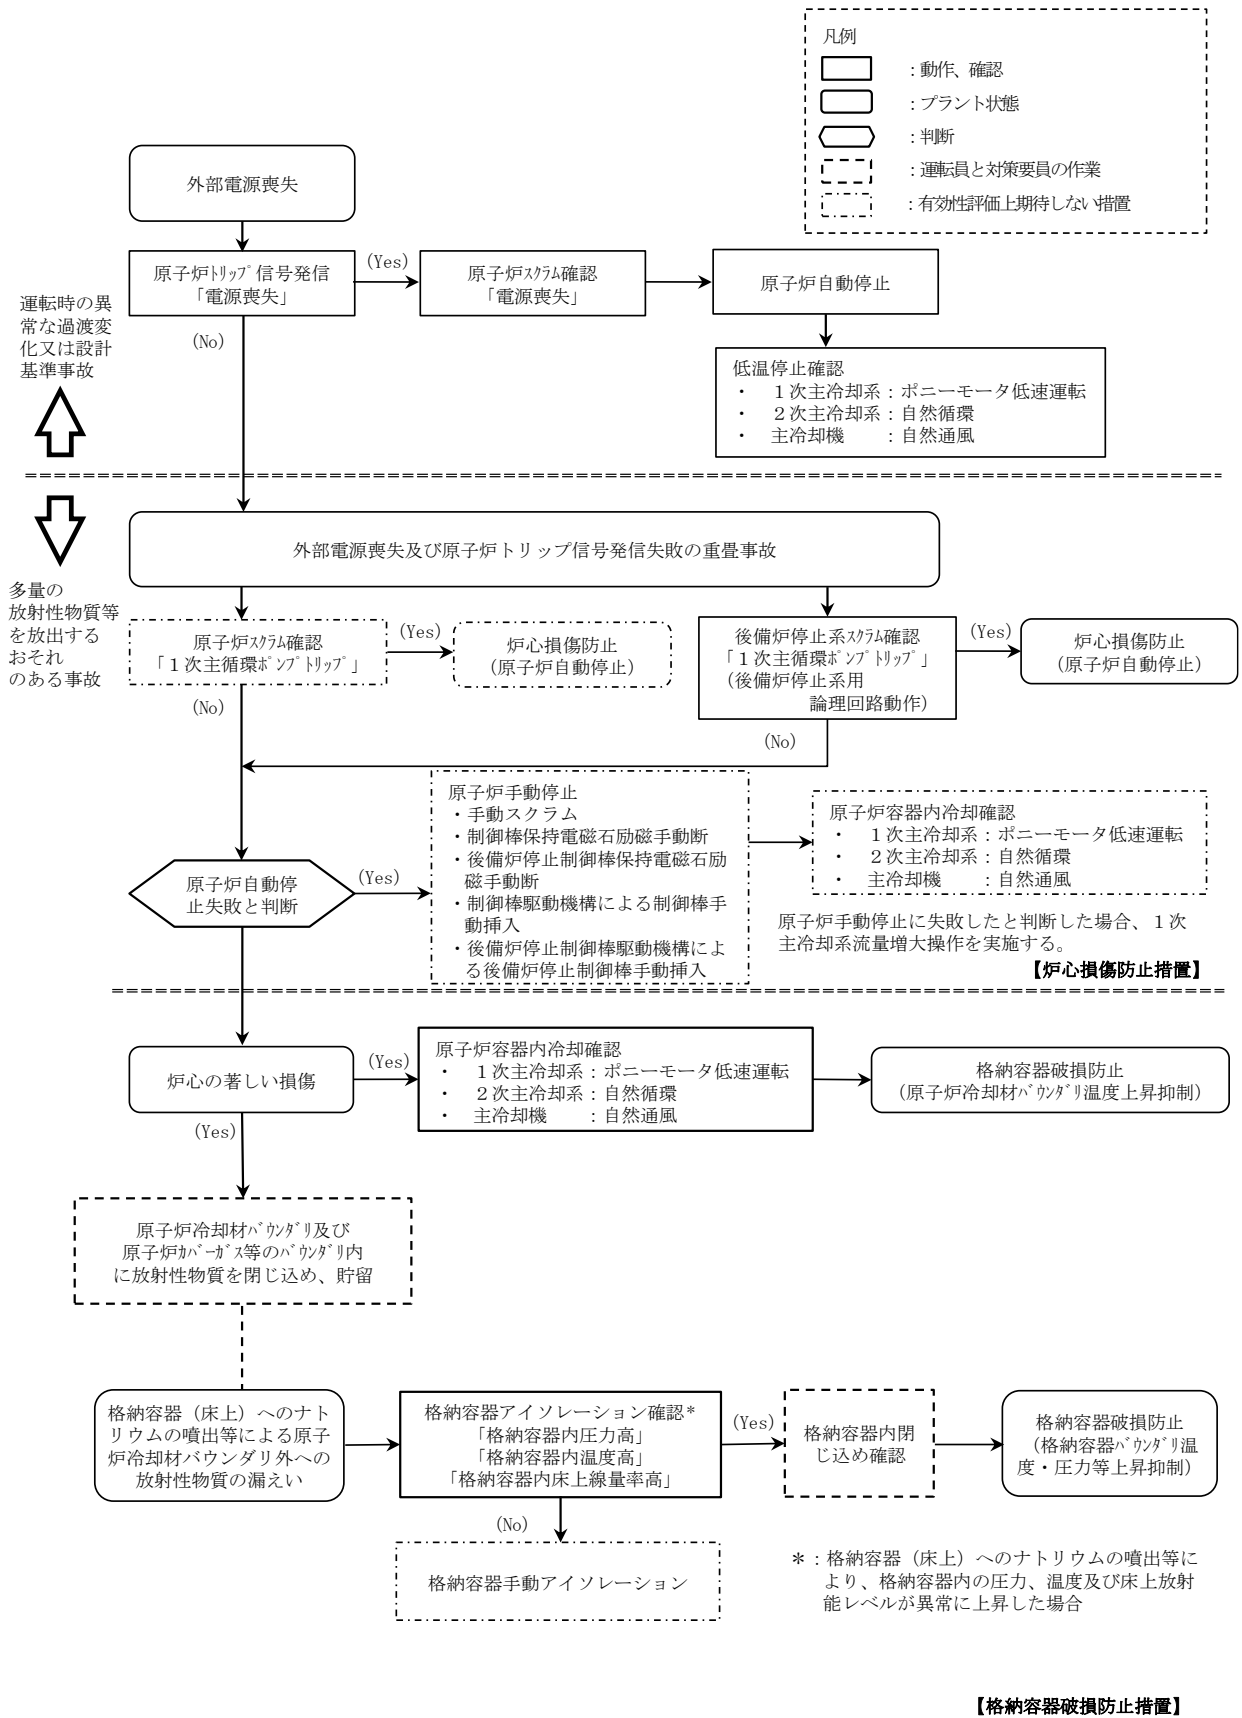 凡例
：動作、確認
：プラント状態
：判断
：運転員と対策要員の作業
：有効性評価上期待しない措置
外部電源喪失
原子炉ﾄﾘｯﾌﾟ信号発信
「電源喪失」
(Yes)
原子炉ｽｸﾗﾑ確認
「電源喪失」
原子炉自動停止
(No)
運転時の異
常な過渡変
化又は設計
基準事故
低温停止確認
・　１次主冷却系：ポニーモータ低速運転
・　２次主冷却系：自然循環
・　主冷却機　　：自然通風
外部電源喪失及び原子炉トリップ信号発信失敗の重畳事故
多量の
放射性物質等
を放出する
おそれ
のある事故
原子炉ｽｸﾗﾑ確認
「１次主循環ﾎﾟﾝﾌﾟﾄﾘｯﾌﾟ」
(Yes)
炉心損傷防止
（原子炉自動停止）
後備炉停止系ｽｸﾗﾑ確認
「１次主循環ﾎﾟﾝﾌﾟﾄﾘｯﾌﾟ」
（後備炉停止系用
論理回路動作）
(Yes)
炉心損傷防止
（原子炉自動停止）
(No)
(No)
原子炉手動停止
・手動スクラム
・制御棒保持電磁石励磁手動断
・後備炉停止制御棒保持電磁石励
磁手動断
・制御棒駆動機構による制御棒手
動挿入
・後備炉停止制御棒駆動機構によ
る後備炉停止制御棒手動挿入
原子炉容器内冷却確認
・　１次主冷却系：ポニーモータ低速運転
・　２次主冷却系：自然循環
・　主冷却機　　：自然通風
原子炉自動停
止失敗と判断
(Yes)
原子炉手動停止に失敗したと判断した場合、１次
主冷却系流量増大操作を実施する。
【炉心損傷防止措置】
炉心の著しい損傷
(Yes)
原子炉容器内冷却確認
・　１次主冷却系：ポニーモータ低速運転
・　２次主冷却系：自然循環
・　主冷却機　　：自然通風
格納容器破損防止
（原子炉冷却材ﾊﾞｳﾝﾀﾞﾘ温度上昇抑制）
(Yes)
原子炉冷却材ﾊﾞｳﾝﾀﾞﾘ及び
原子炉ｶﾊﾞｰｶﾞｽ等のﾊﾞｳﾝﾀﾞﾘ内
に放射性物質を閉じ込め、貯留
格納容器（床上）へのナト
リウムの噴出等による原子
炉冷却材バウンダリ外への
放射性物質の漏えい
格納容器アイソレーション確認*
「格納容器内圧力高」
「格納容器内温度高」
「格納容器内床上線量率高」
(Yes)
格納容器内閉
じ込め確認
格納容器破損防止
（格納容器ﾊﾞｳﾝﾀﾞﾘ温
度・圧力等上昇抑制）
(No)
格納容器手動アイソレーション
＊：格納容器（床上）へのナトリウムの噴出等に
より、格納容器内の圧力、温度及び床上放射
能レベルが異常に上昇した場合
【格納容器破損防止措置】